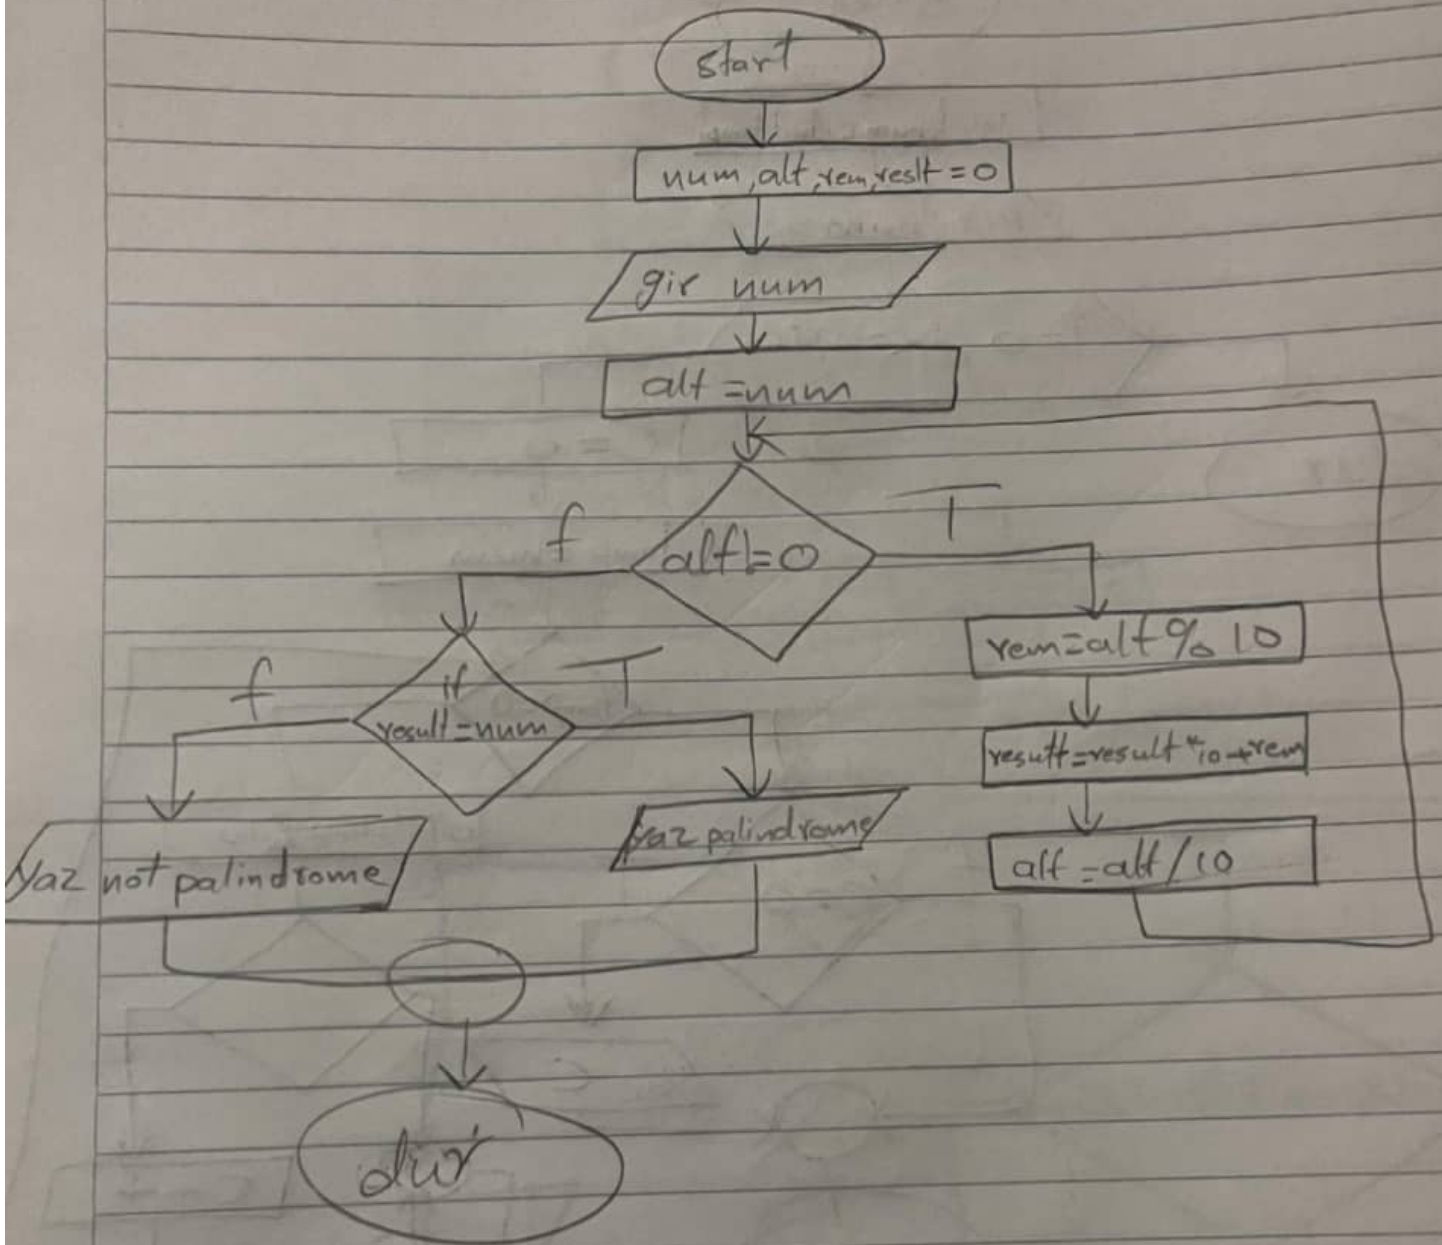 start
num, alt, rem, reslt = 0
gir num
alt = num
alt != 0
f
T
rem = alt % 10
result = result * 10 + rem
alt = alt / 10
if
result = num
f
T
yaz not palindrome
yaz palindrome
dur